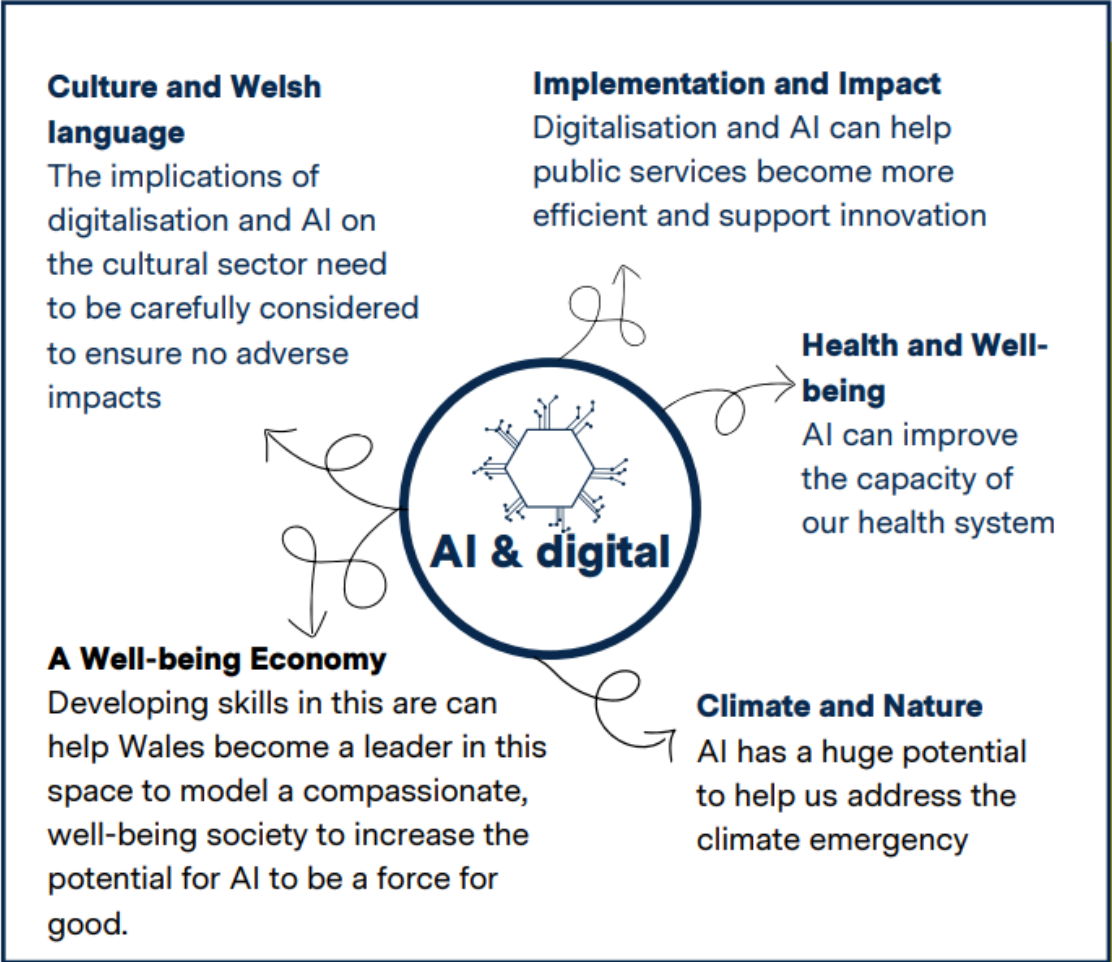 Culture and Welsh
language
The implications of
digitalisation and AI on
the cultural sector need
to be carefully considered
to ensure no adverse
impacts
Implementation and Impact
Digitalisation and AI can help
public services become more
efficient and support innovation
Health and Well-
being
AI can improve
the capacity of
our health system
AI & digital
A Well-being Economy
Developing skills in this are can
help Wales become a leader in this
space to model a compassionate,
well-being society to increase the
potential for AI to be a force for
good.
Climate and Nature
AI has a huge potential
to help us address the
climate emergency